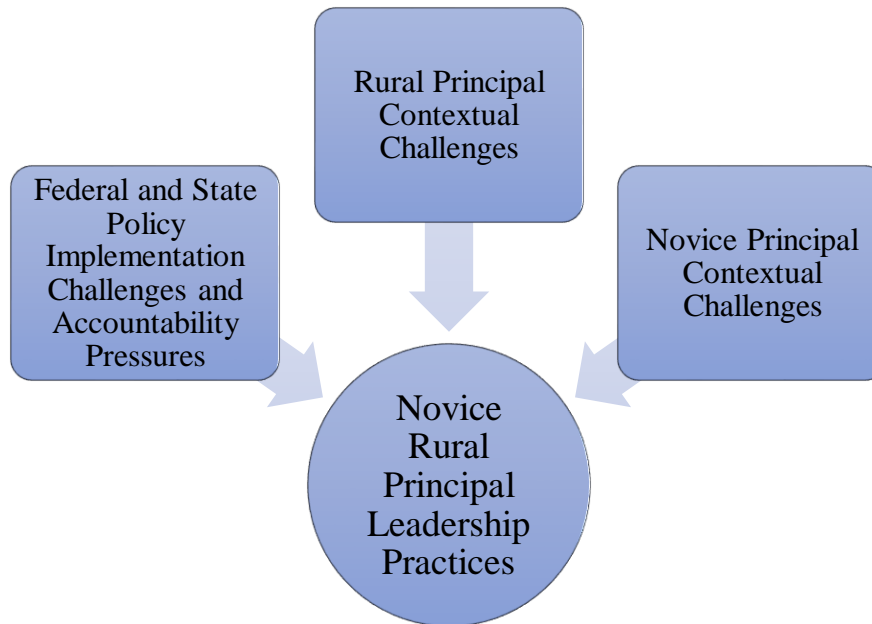 Rural Principal
Contextual
Challenges
Federal and State
Policy
Implementation
Challenges and
Accountability
Pressures
Novice Principal
Contextual
Challenges
Novice
Rural
Principal
Leadership
Practices